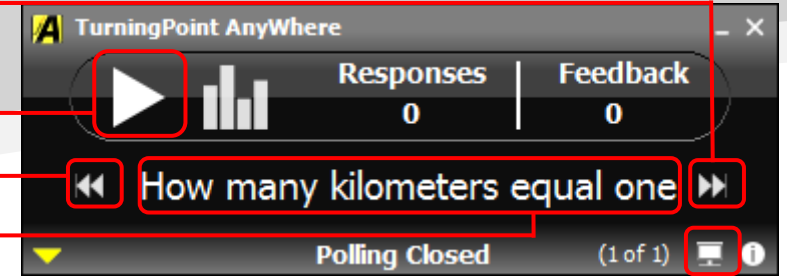 TurningPoint AnyWhere
Responses Feedback
0 0
How many kilometers equal one
Polling Closed (1 of 1)